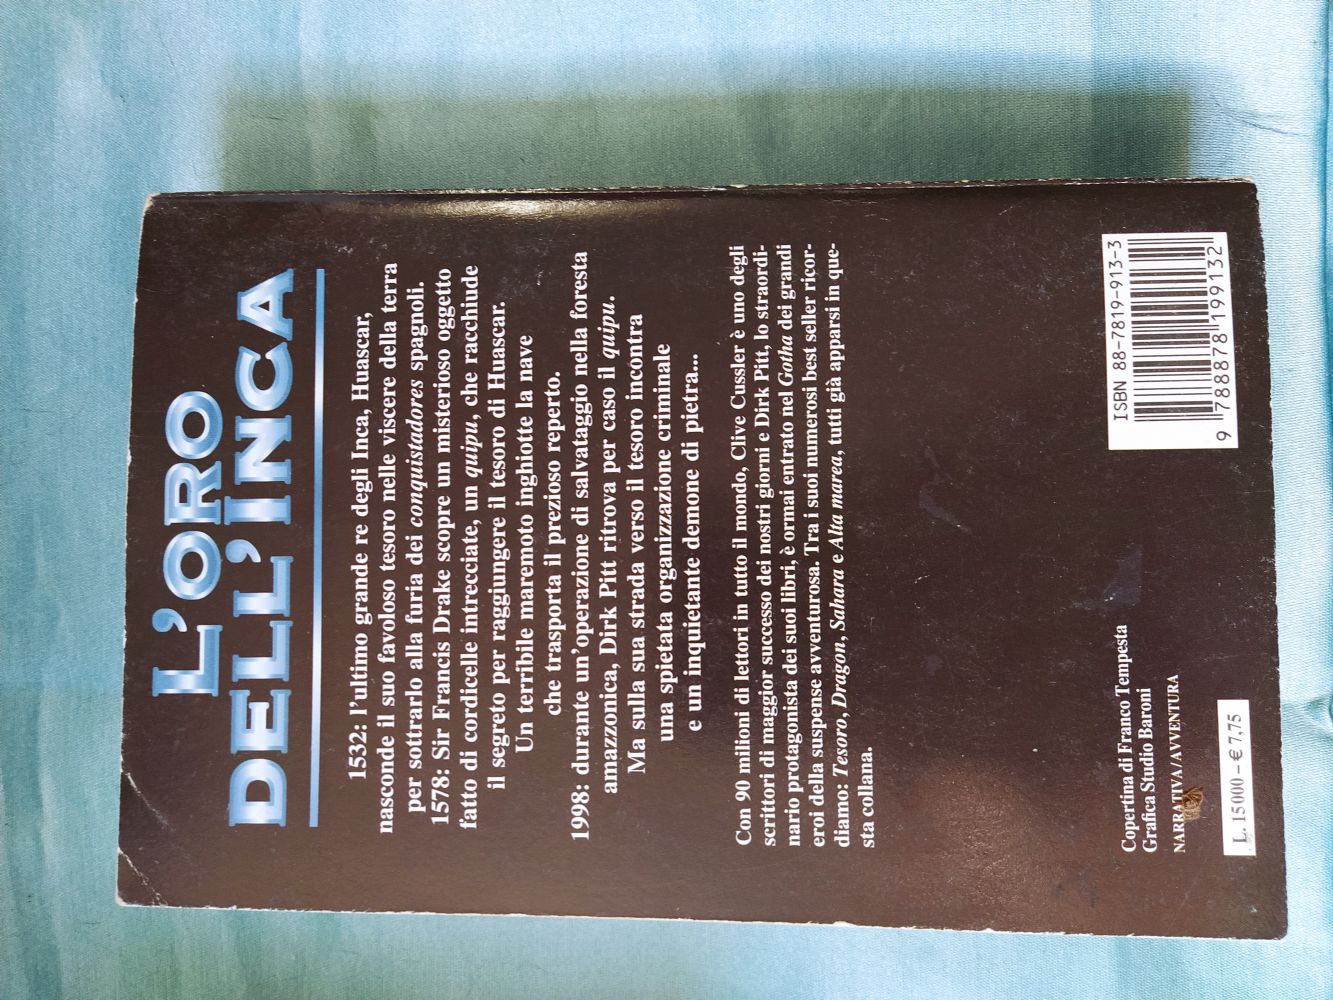 L'ORO
DELL'INCA
1532: l'ultimo grande re degli Inca, Huascar,
nasconde il suo favoloso tesoro nelle viscere della terra
per sottrarlo alla furia dei conquistadores spagnoli.
1578: Sir Francis Drake scopre un misterioso oggetto
fatto di cordicelle intrecciate, un quipu, che racchiude
il segreto per raggiungere il tesoro di Huascar.
Un terribile maremoto inghiotte la nave
che trasporta il prezioso reperto.
1998: durante un'operazione di salvataggio nella foresta
amazzonica, Dirk Pitt ritrova per caso il quipu.
Ma sulla sua strada verso il tesoro incontra
una spietata organizzazione criminale
e un inquietante demone di pietra...
Con 90 milioni di lettori in tutto il mondo, Clive Cussler è uno degli
scrittori di maggior successo dei nostri giorni e Dirk Pitt, lo straordi-
nario protagonista dei suoi libri, è ormai entrato nel Gotha dei grandi
eroi della suspense avventurosa. Tra i suoi numerosi best seller ricor-
diamo: Tesoro, Dragon, Sahara e Alta marea, tutti già apparsi in que-
sta collana.
Copertina di Franco Tempesta
Grafica Studio Baroni
NARRATIVA/AVVENTURA
L. 15000 – € 7,75
ISBN 88-7819-913-3
9 788878 199132